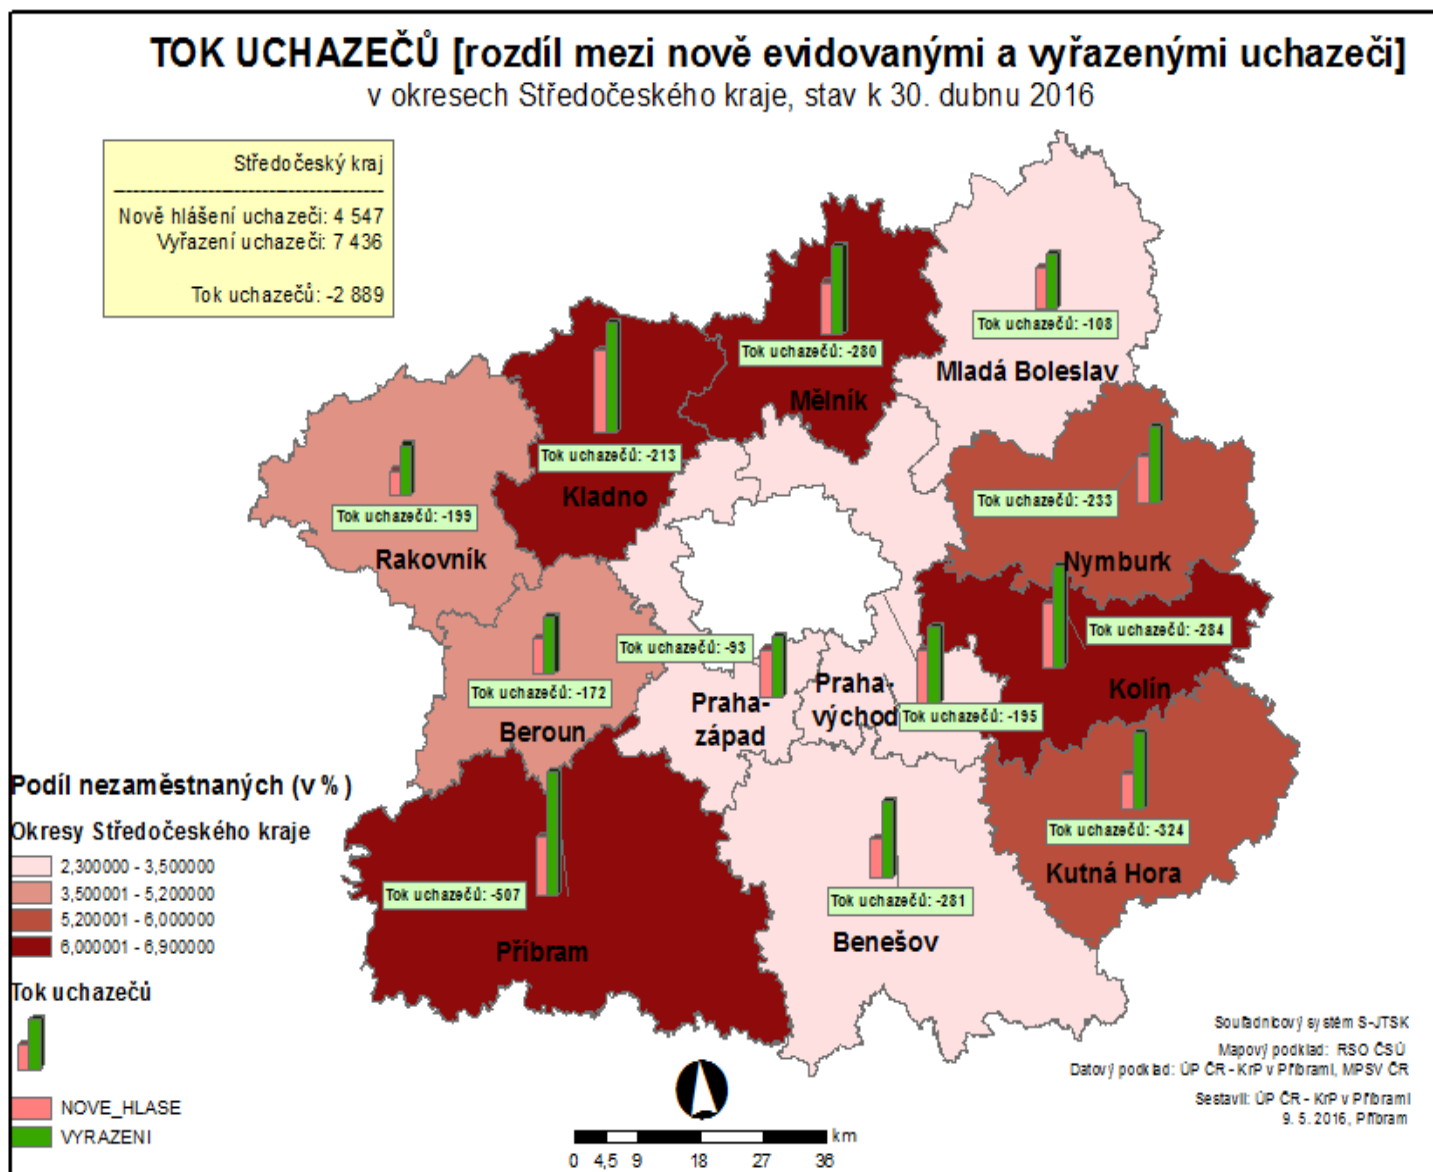 TOK UCHAZEČŮ [rozdíl mezi nově evidovanými a vyřazenými uchazeči]
v okresech Středočeského kraje, stav k 30. dubnu 2016
Středočeský kraj
Nově hlášení uchazeči: 4 547
Vyřazení uchazeči: 7 436
Tok uchazečů: -2 889
Tok uchazečů: -108
Mladá Boleslav
Tok uchazečů: -280
Mělník
Tok uchazečů: -213
Kladno
Tok uchazečů: -233
Nymburk
Tok uchazečů: -199
Rakovník
Tok uchazečů: -284
Kolín
Tok uchazečů: -93
Praha-
západ
Praha-
východ
Tok uchazečů: -195
Tok uchazečů: -172
Beroun
Tok uchazečů: -324
Kutná Hora
Tok uchazečů: -507
Příbram
Tok uchazečů: -281
Benešov
Podíl nezaměstnaných (v %)
Okresy Středočeského kraje
2,300000 - 3,500000
3,500001 - 5,200000
5,200001 - 6,000000
6,000001 - 6,900000
Tok uchazečů
NOVE_HLASE
VYRAZENI
km
0 4,5 9 18 27 36
Souřadnicový systém S-JTSK
Mapový podklad: RSO ČSÚ
Datový podklad: ÚP ČR - KrP v Příbrami, MPSV ČR
Sestavil: ÚP ČR - KrP v Příbrami
9. 5. 2016, Příbram